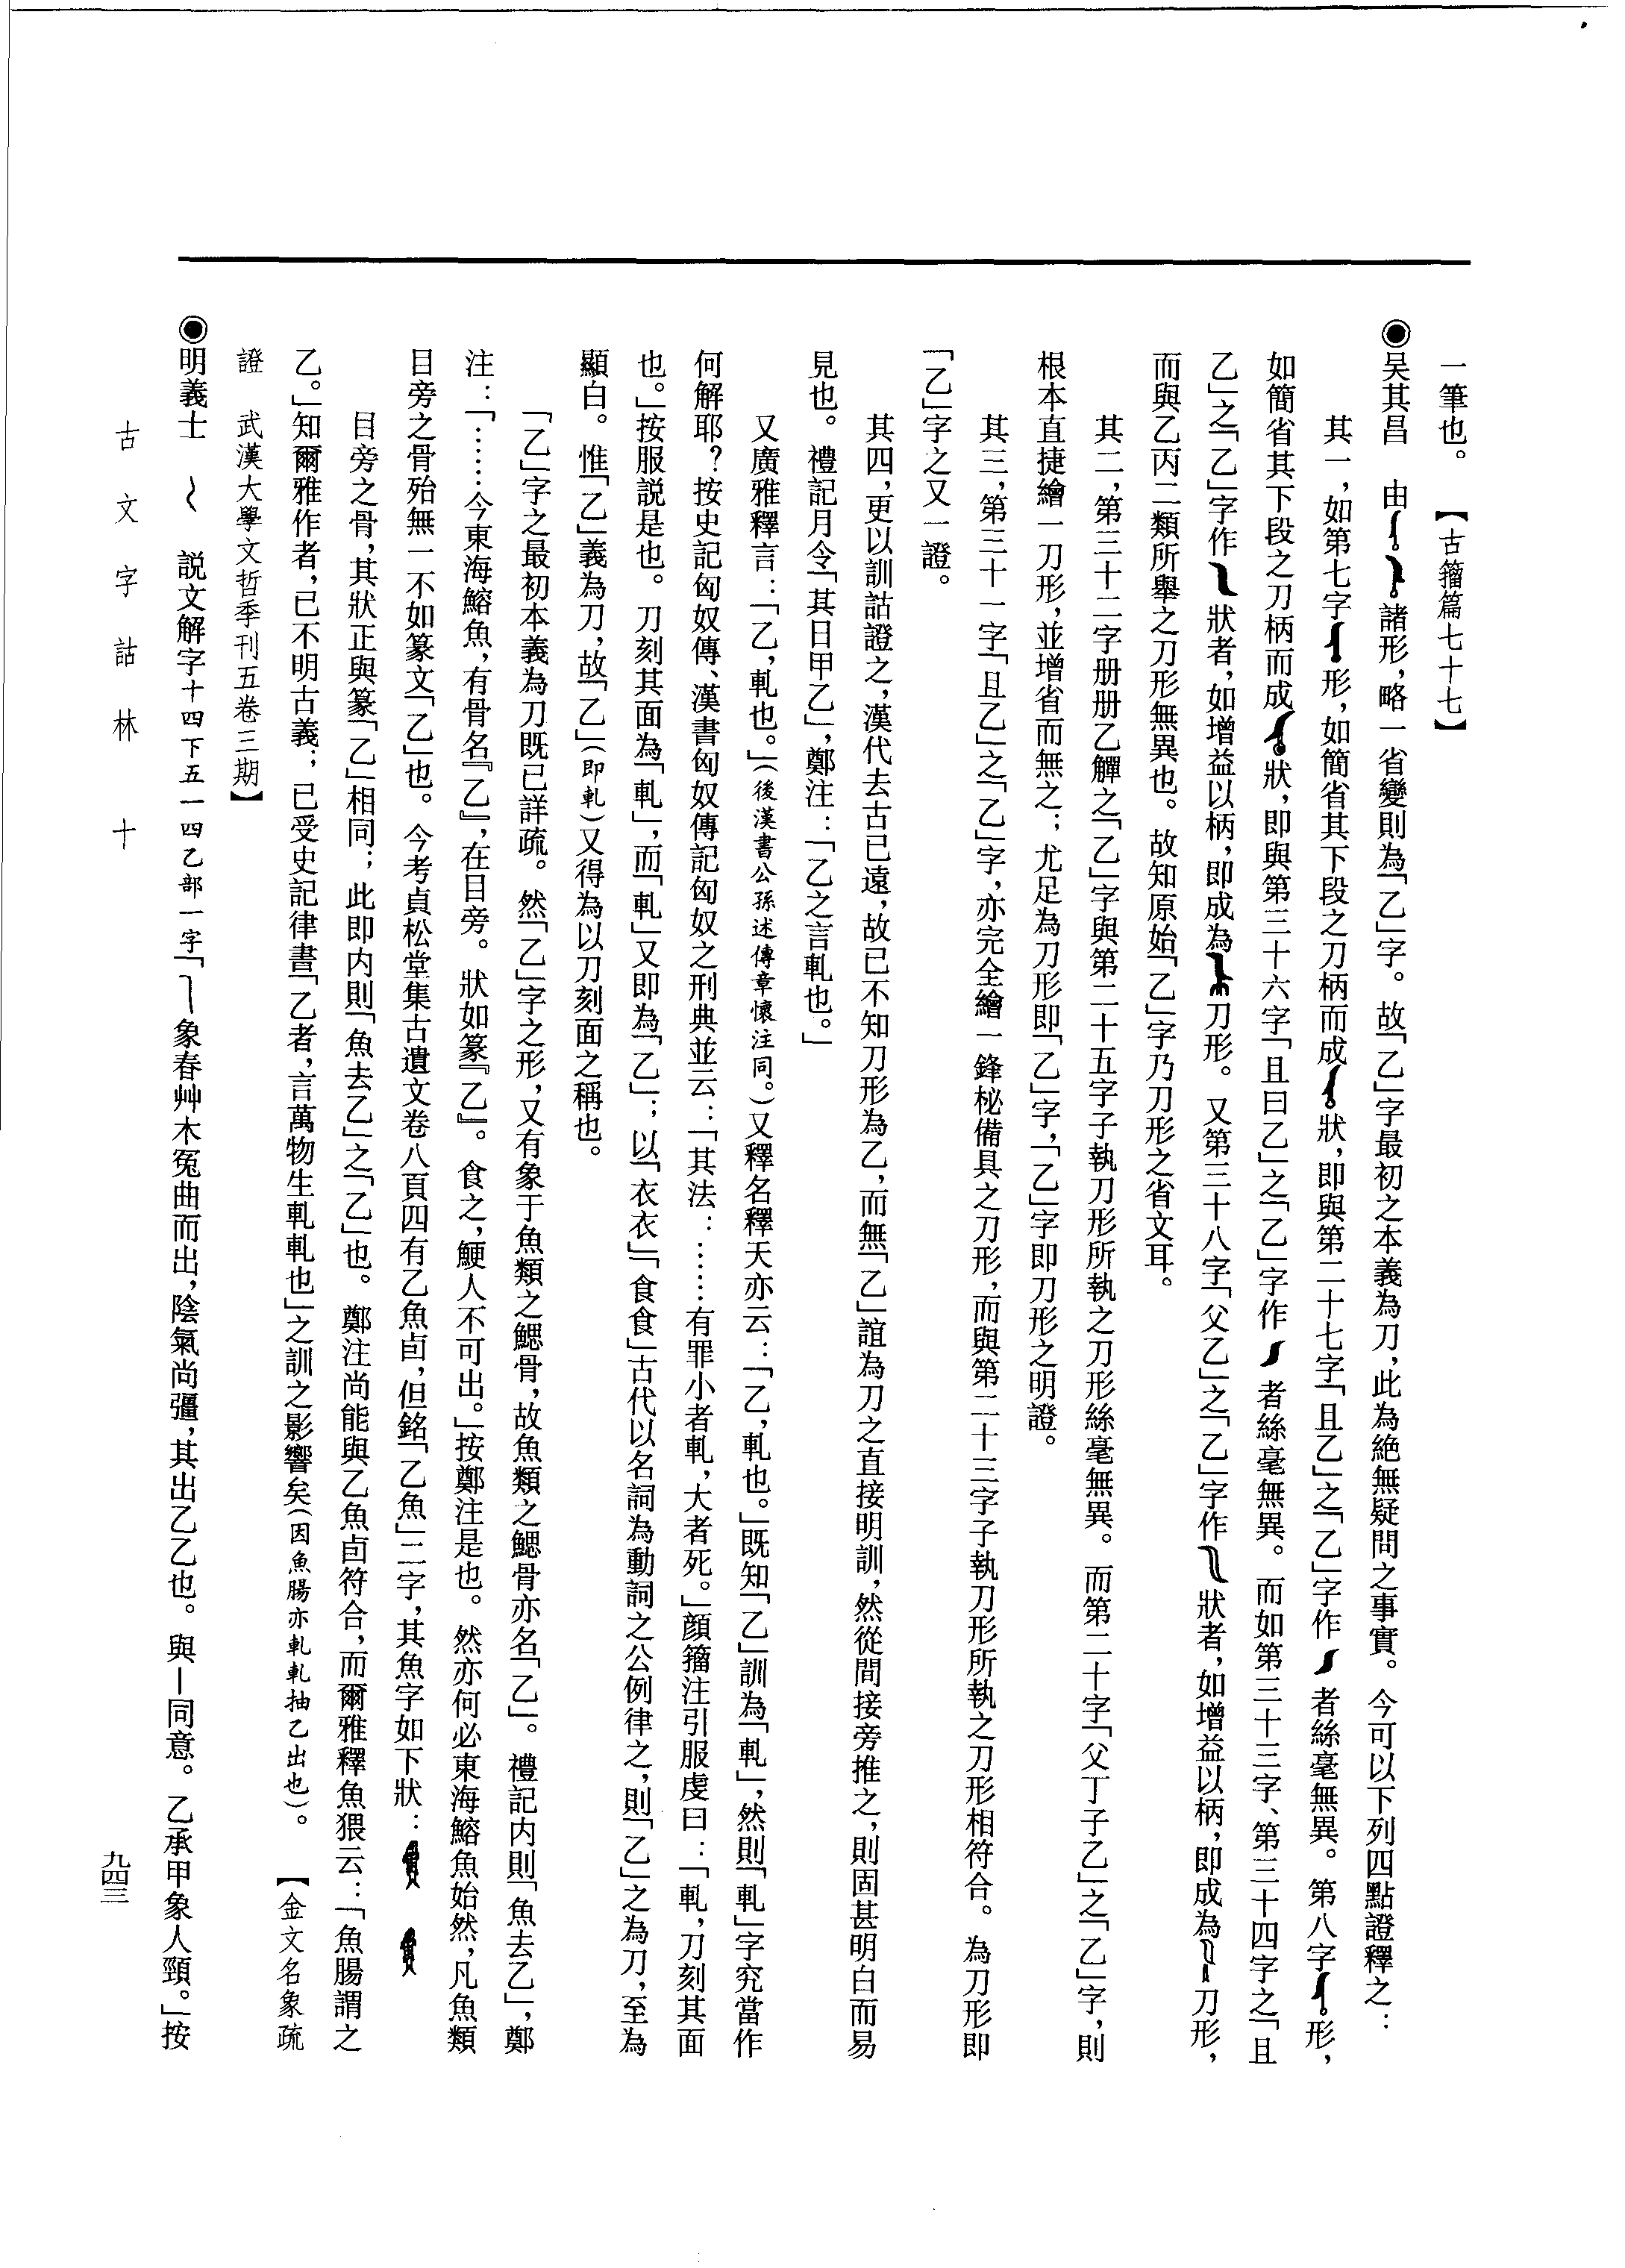 一筆也。　【古籀篇七十七】
◉吴其昌　由諸形，略一省變則為「乙」字。故「乙」字最初之本義為刀，此為絶無疑問之事實。今可以下列四點證釋之：
其一，如第七字形，如簡省其下段之刀柄而成狀，即與第二十七字「且乙」之「乙」字作者絲毫無異。第八字形，
如簡省其下段之刀柄而成狀，即與第三十六字「且曰乙」之「乙」字作者絲毫無異。而如第三十三字、第三十四字之「且
乙」之「乙」字作狀者，如增益以柄，即成為刀形。又第三十八字「父乙」之「乙」字作狀者，如增益以柄，即成為刀形，
而與乙丙二類所舉之刀形無異也。故知原始「乙」字乃刀形之省文耳。
其二，第三十二字册册乙觶之「乙」字與第二十五字子執刀形所執之刀形絲毫無異。而第二十字「父丁子乙」之「乙」字，則
根本直捷繪一刀形，並增省而無之；尤足為刀形即「乙」字，「乙」字即刀形之明證。
其三，第三十一字「且乙」之「乙」字，亦完全繪一鋒柲備具之刀形，而與第二十三字子執刀形所執之刀形相符合。為刀形即
「乙」字之又一證。
其四，更以訓詁證之，漢代去古已遠，故已不知刀形為乙，而無「乙」誼為刀之直接明訓，然從間接旁推之，則固甚明白而易
見也。禮記月令「其日甲乙」，鄭注：「乙之言軋也。」
又廣雅釋言：「乙，軋也。」（後漢書公孫述傳章懷注同。）又釋名釋天亦云：「乙，軋也。」既知「乙」訓為「軋」，然則「軋」字究當作
何解耶？按史記匈奴傳、漢書匈奴傳記匈奴之刑典並云：「其法：……有罪小者軋，大者死。」顏籀注引服虔曰：「軋，刀刻其面
也。」按服説是也。刀刻其面為「軋」，而「軋」又即為「乙」；以「衣衣」「食食」古代以名詞為動詞之公例律之，則「乙」之為刀，至為
顯白。惟「乙」義為刀，故「乙」（即軋）又得為以刀刻面之稱也。
「乙」字之最初本義為刀既已詳疏。然「乙」字之形，又有象于魚類之鰓骨，故魚類之鰓骨亦名「乙」。禮記内則「魚去乙」，鄭
注：「……今東海鰫魚，有骨名『乙』，在目旁。狀如篆『乙』。食之，鯁人不可出。」按鄭注是也。然亦何必東海鰫魚始然，凡魚類
目旁之骨殆無一不如篆文「乙」也。今考貞松堂集古遺文卷八頁四有乙魚卣，但銘「乙魚」二字，其魚字如下狀：
目旁之骨，其狀正與篆「乙」相同；此即内則「魚去乙」之「乙」也。鄭注尚能與乙魚卣符合，而爾雅釋魚猥云：「魚腸謂之
乙。」知爾雅作者，已不明古義；已受史記律書「乙者，言萬物生軋軋也」之訓之影響矣（因魚腸亦軋軋抽乙出也）。　【金文名象疏
證　武漢大學文哲季刊五卷三期】
◉明義士　説文解字十四下五一四乙部一字「象春艸木冤曲而出，陰氣尚彊，其出乙乙也。與丨同意。乙承甲象人頸。」按
古文字詁林　十
九四三